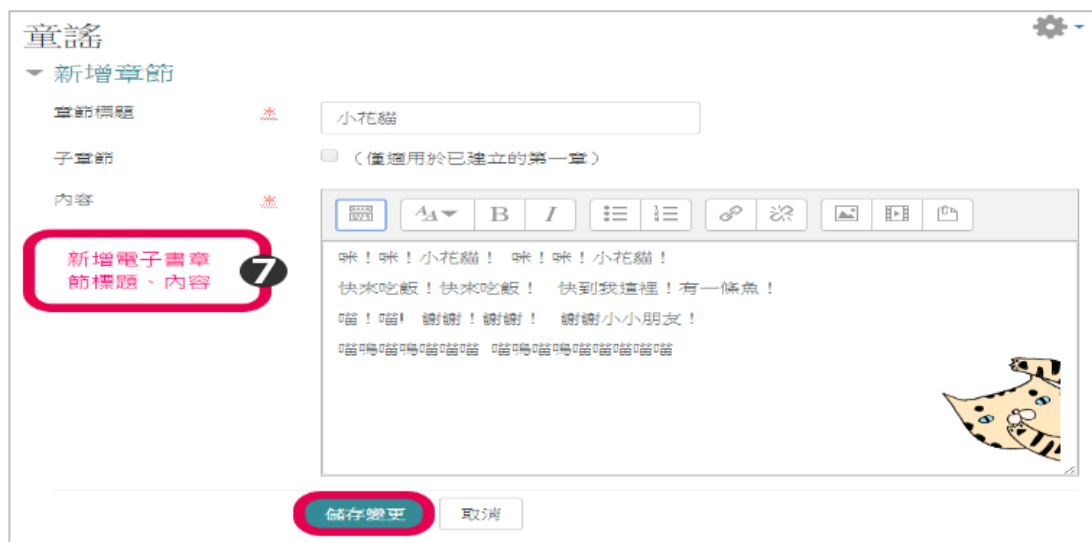 童謠
新增章節
章節標題
小花貓
子章節
(僅適用於已建立的第一章)
內容
B I
新增電子書章
節標題、內容
7
咪!咪!小花貓! 咪!咪!小花貓!
快來吃飯!快來吃飯! 快到我這裡!有一條魚!
喵!喵! 謝謝!謝謝! 謝謝小小朋友!
喵嗚喵嗚喵喵喵 喵嗚喵嗚喵喵喵喵喵
儲存變更 取消